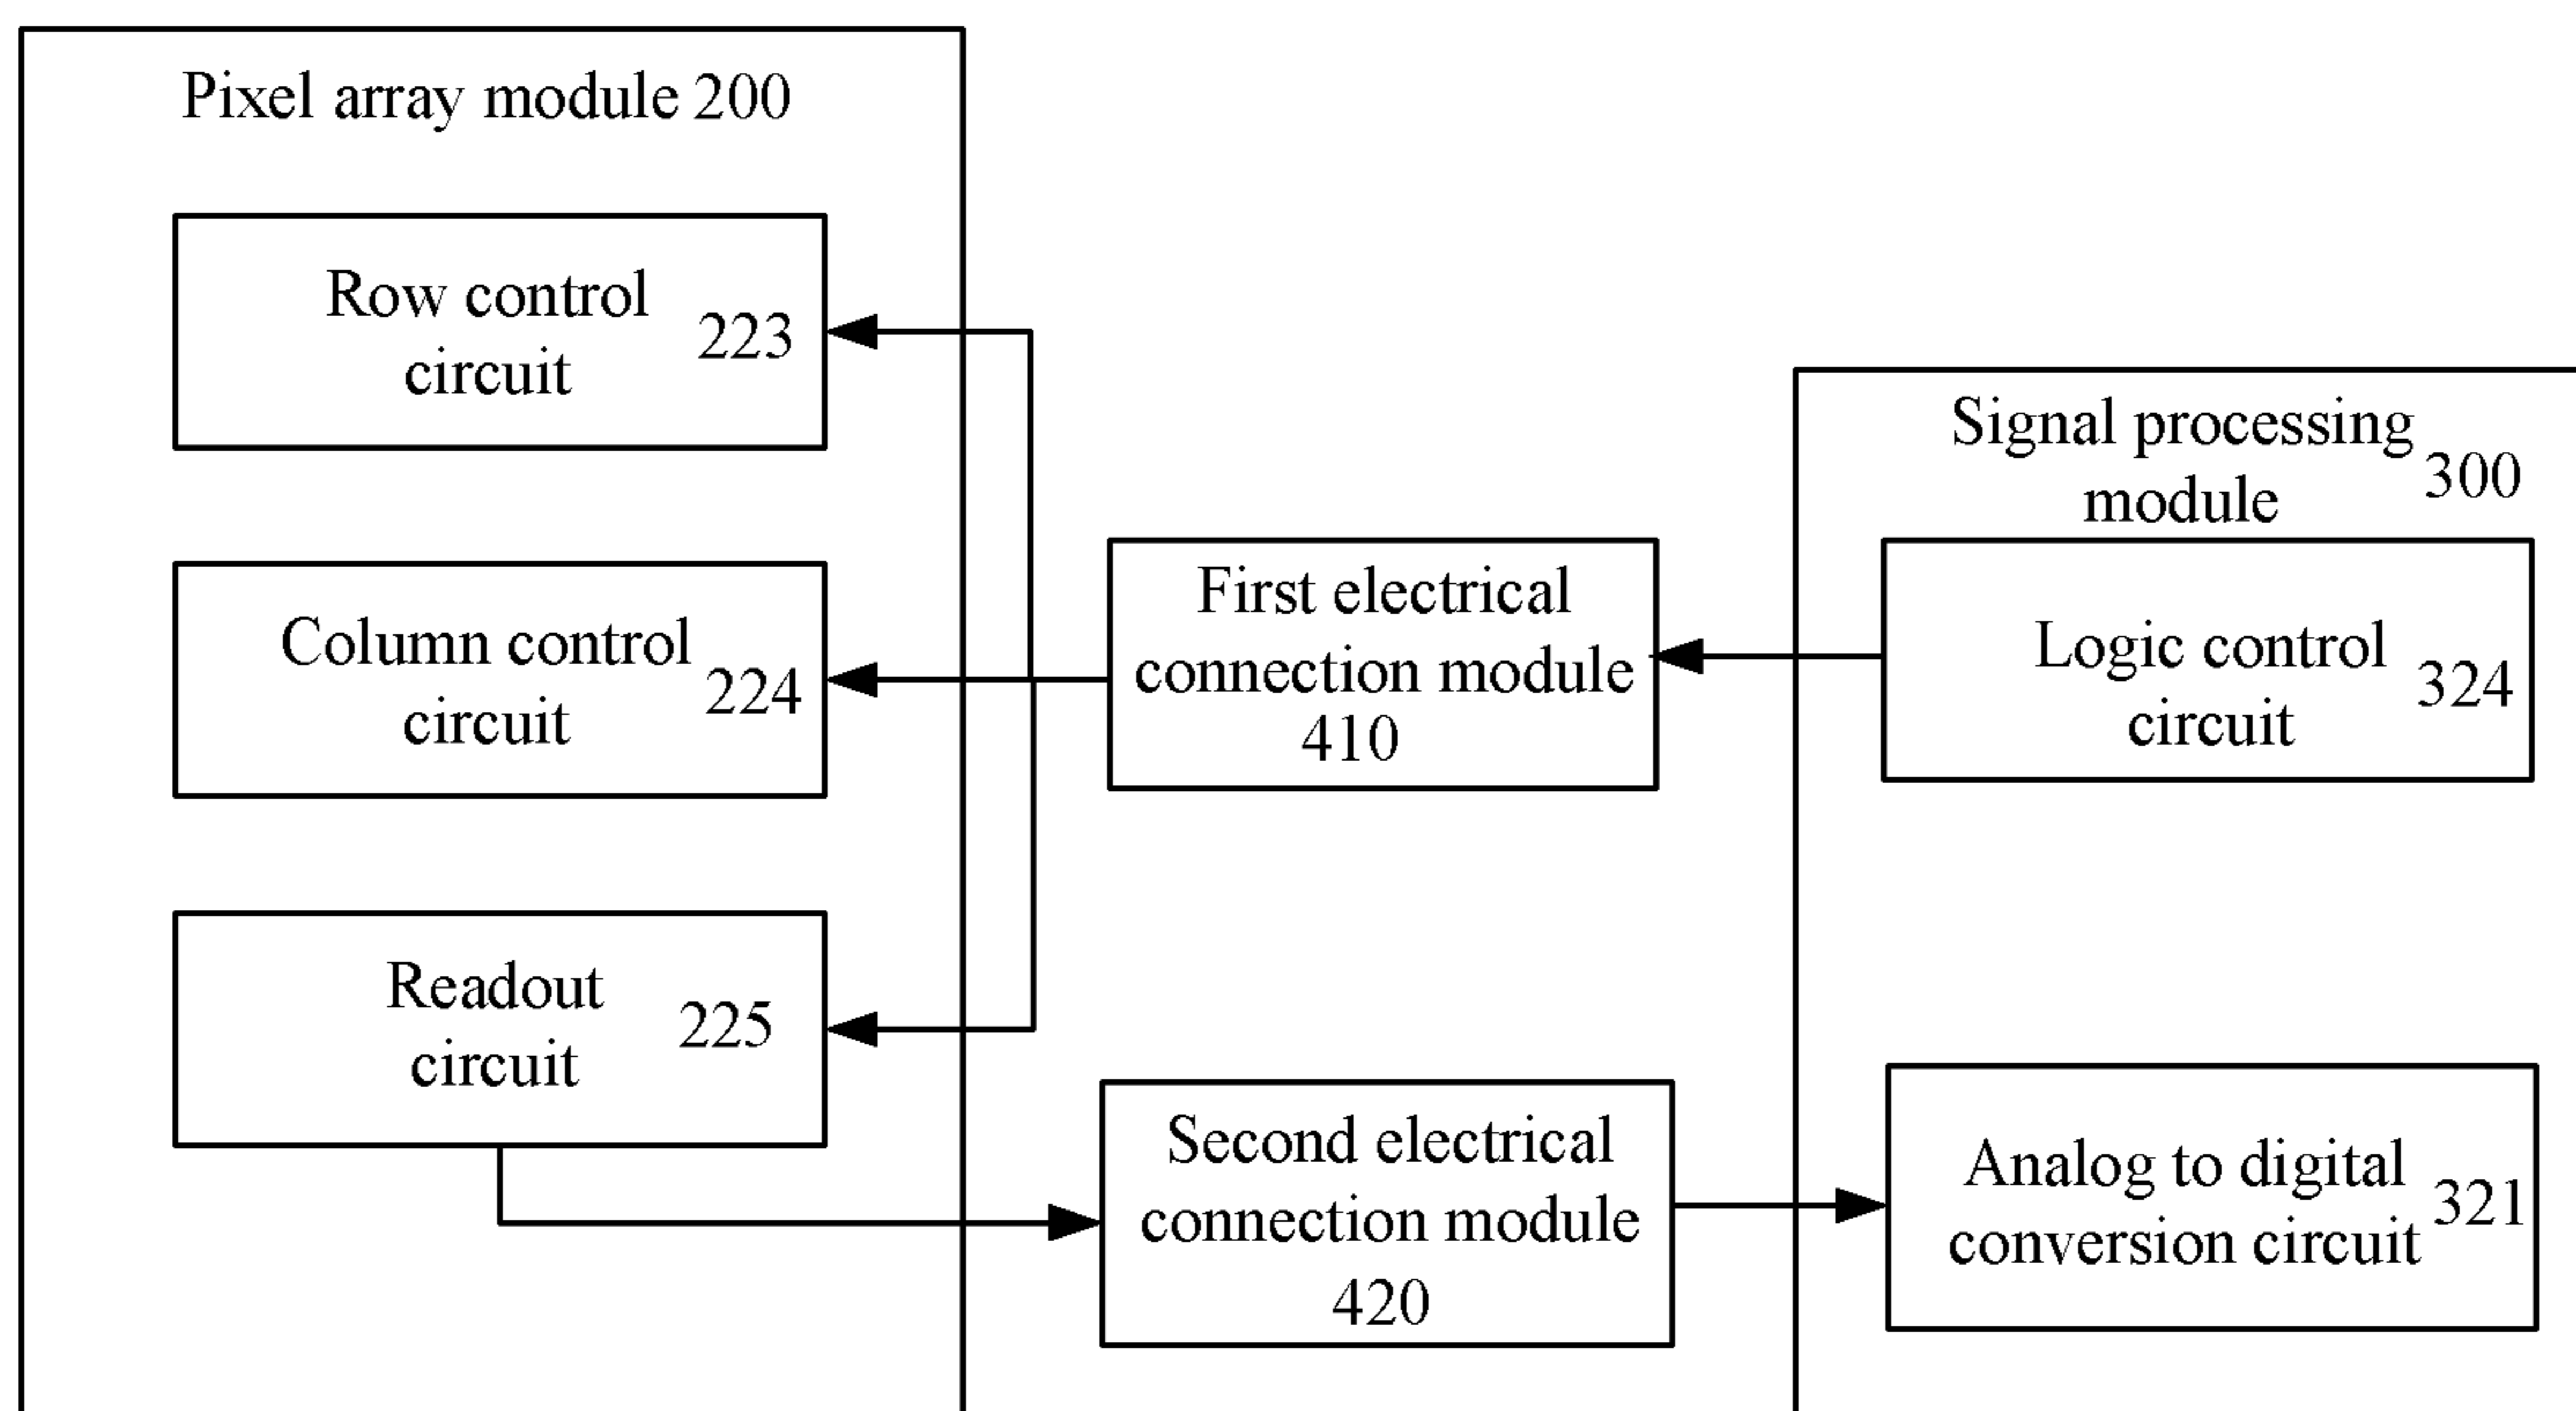 Pixel array module 200
Row control
circuit
223
Column control
circuit
224
Readout
circuit
225
First electrical
connection module
410
Second electrical
connection module
420
Signal processing
module
300
Logic control
circuit
324
Analog to digital
conversion circuit
321